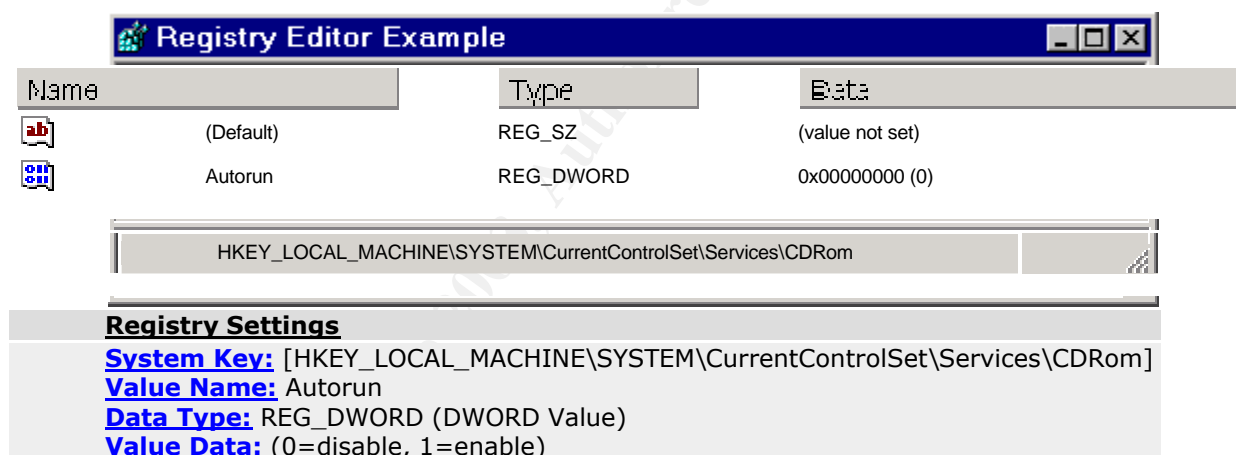 Registry Editor Example
Name Type Data
ab (Default) REG_SZ (value not set)
Autorun REG_DWORD 0x00000000 (0)
HKEY_LOCAL_MACHINE\SYSTEM\CurrentControlSet\Services\CDRom
Registry Settings
System Key: [HKEY_LOCAL_MACHINE\SYSTEM\CurrentControlSet\Services\CDRom]
Value Name: Autorun
Data Type: REG_DWORD (DWORD Value)
Value Data: (0=disable, 1=enable)